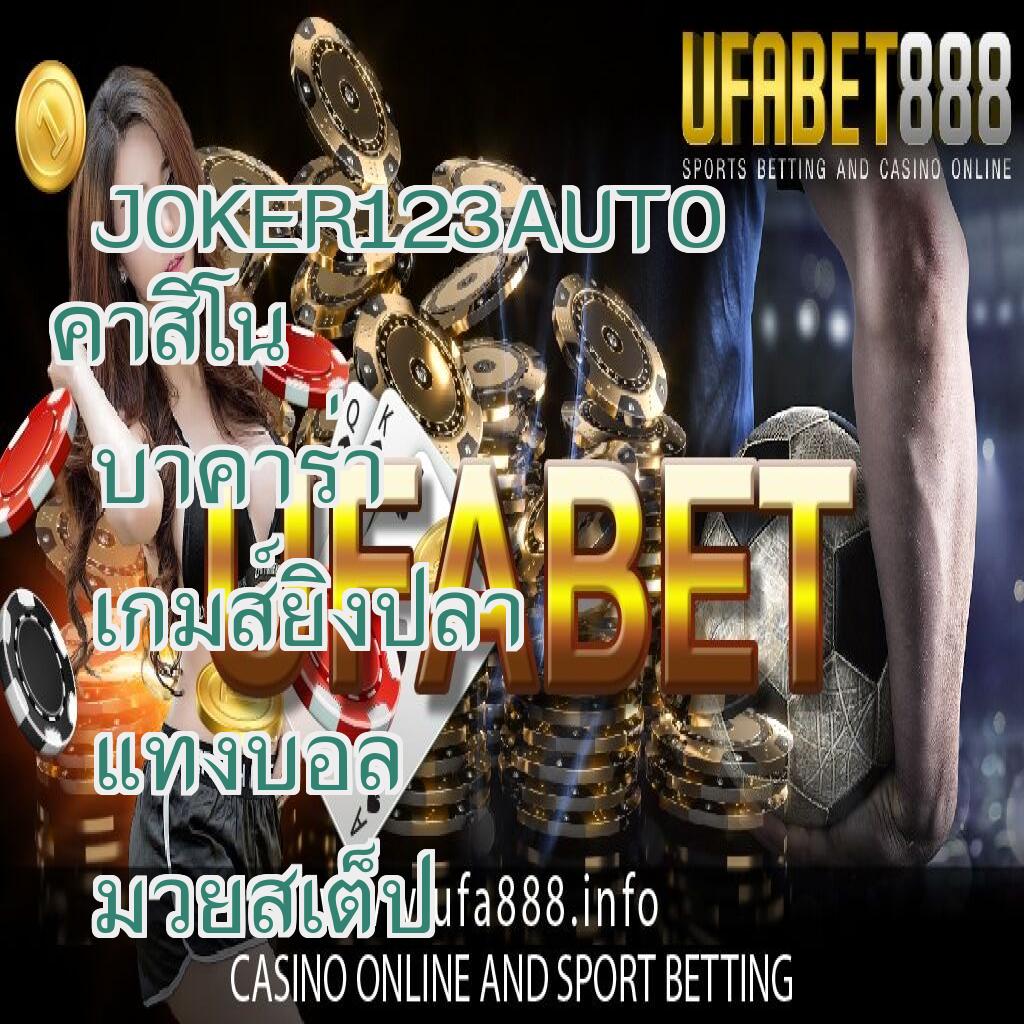 UFABET888
SPORTS BETTING AND CASINO ONLINE
JOKER123AUTO
คาสิโน
บาคาร่า
UFABET
เกมส์ยิงปลา
แทงบอล
มวยสเต็ป
ufa888.info
CASINO ONLINE AND SPORT BETTING